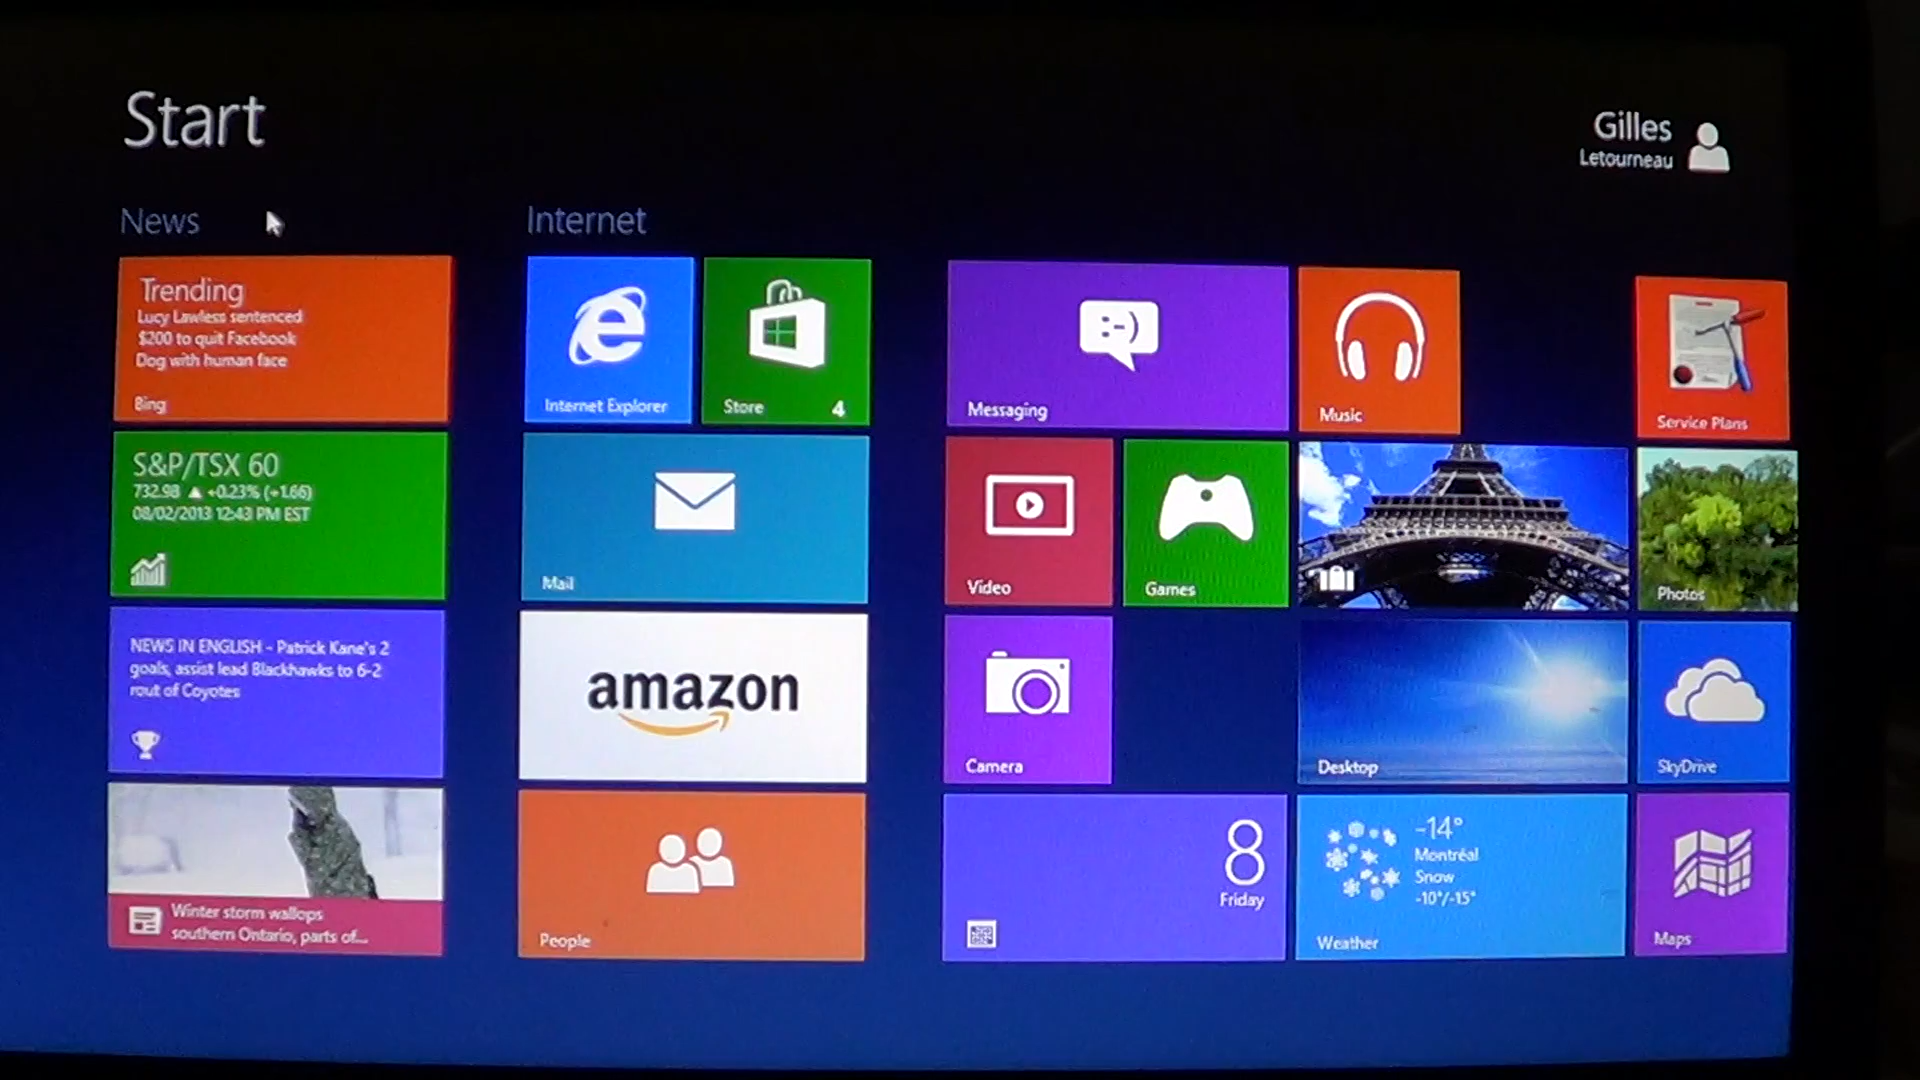 Start
Gilles
Letourneau
News
Internet
Trending
Lucy Lawless sentenced
$200 to quit Facebook
Dog with human face
Bing
S&P/TSX 60
732.98 ▲ +0.23% (+1.66)
08/02/2013 12:43 PM EST
NEWS IN ENGLISH - Patrick Kane's 2
goals, assist lead Blackhawks to 6-2
rout of Coyotes
Winter storm wallops
southern Ontario, parts of...
Internet Explorer
Store 4
Mail
amazon
People
Messaging
Video
Games
Camera
8
Friday
Music
Desktop
-14°
Montréal
Snow
-10°/-15°
Weather
Service Plans
Photos
SkyDrive
Maps